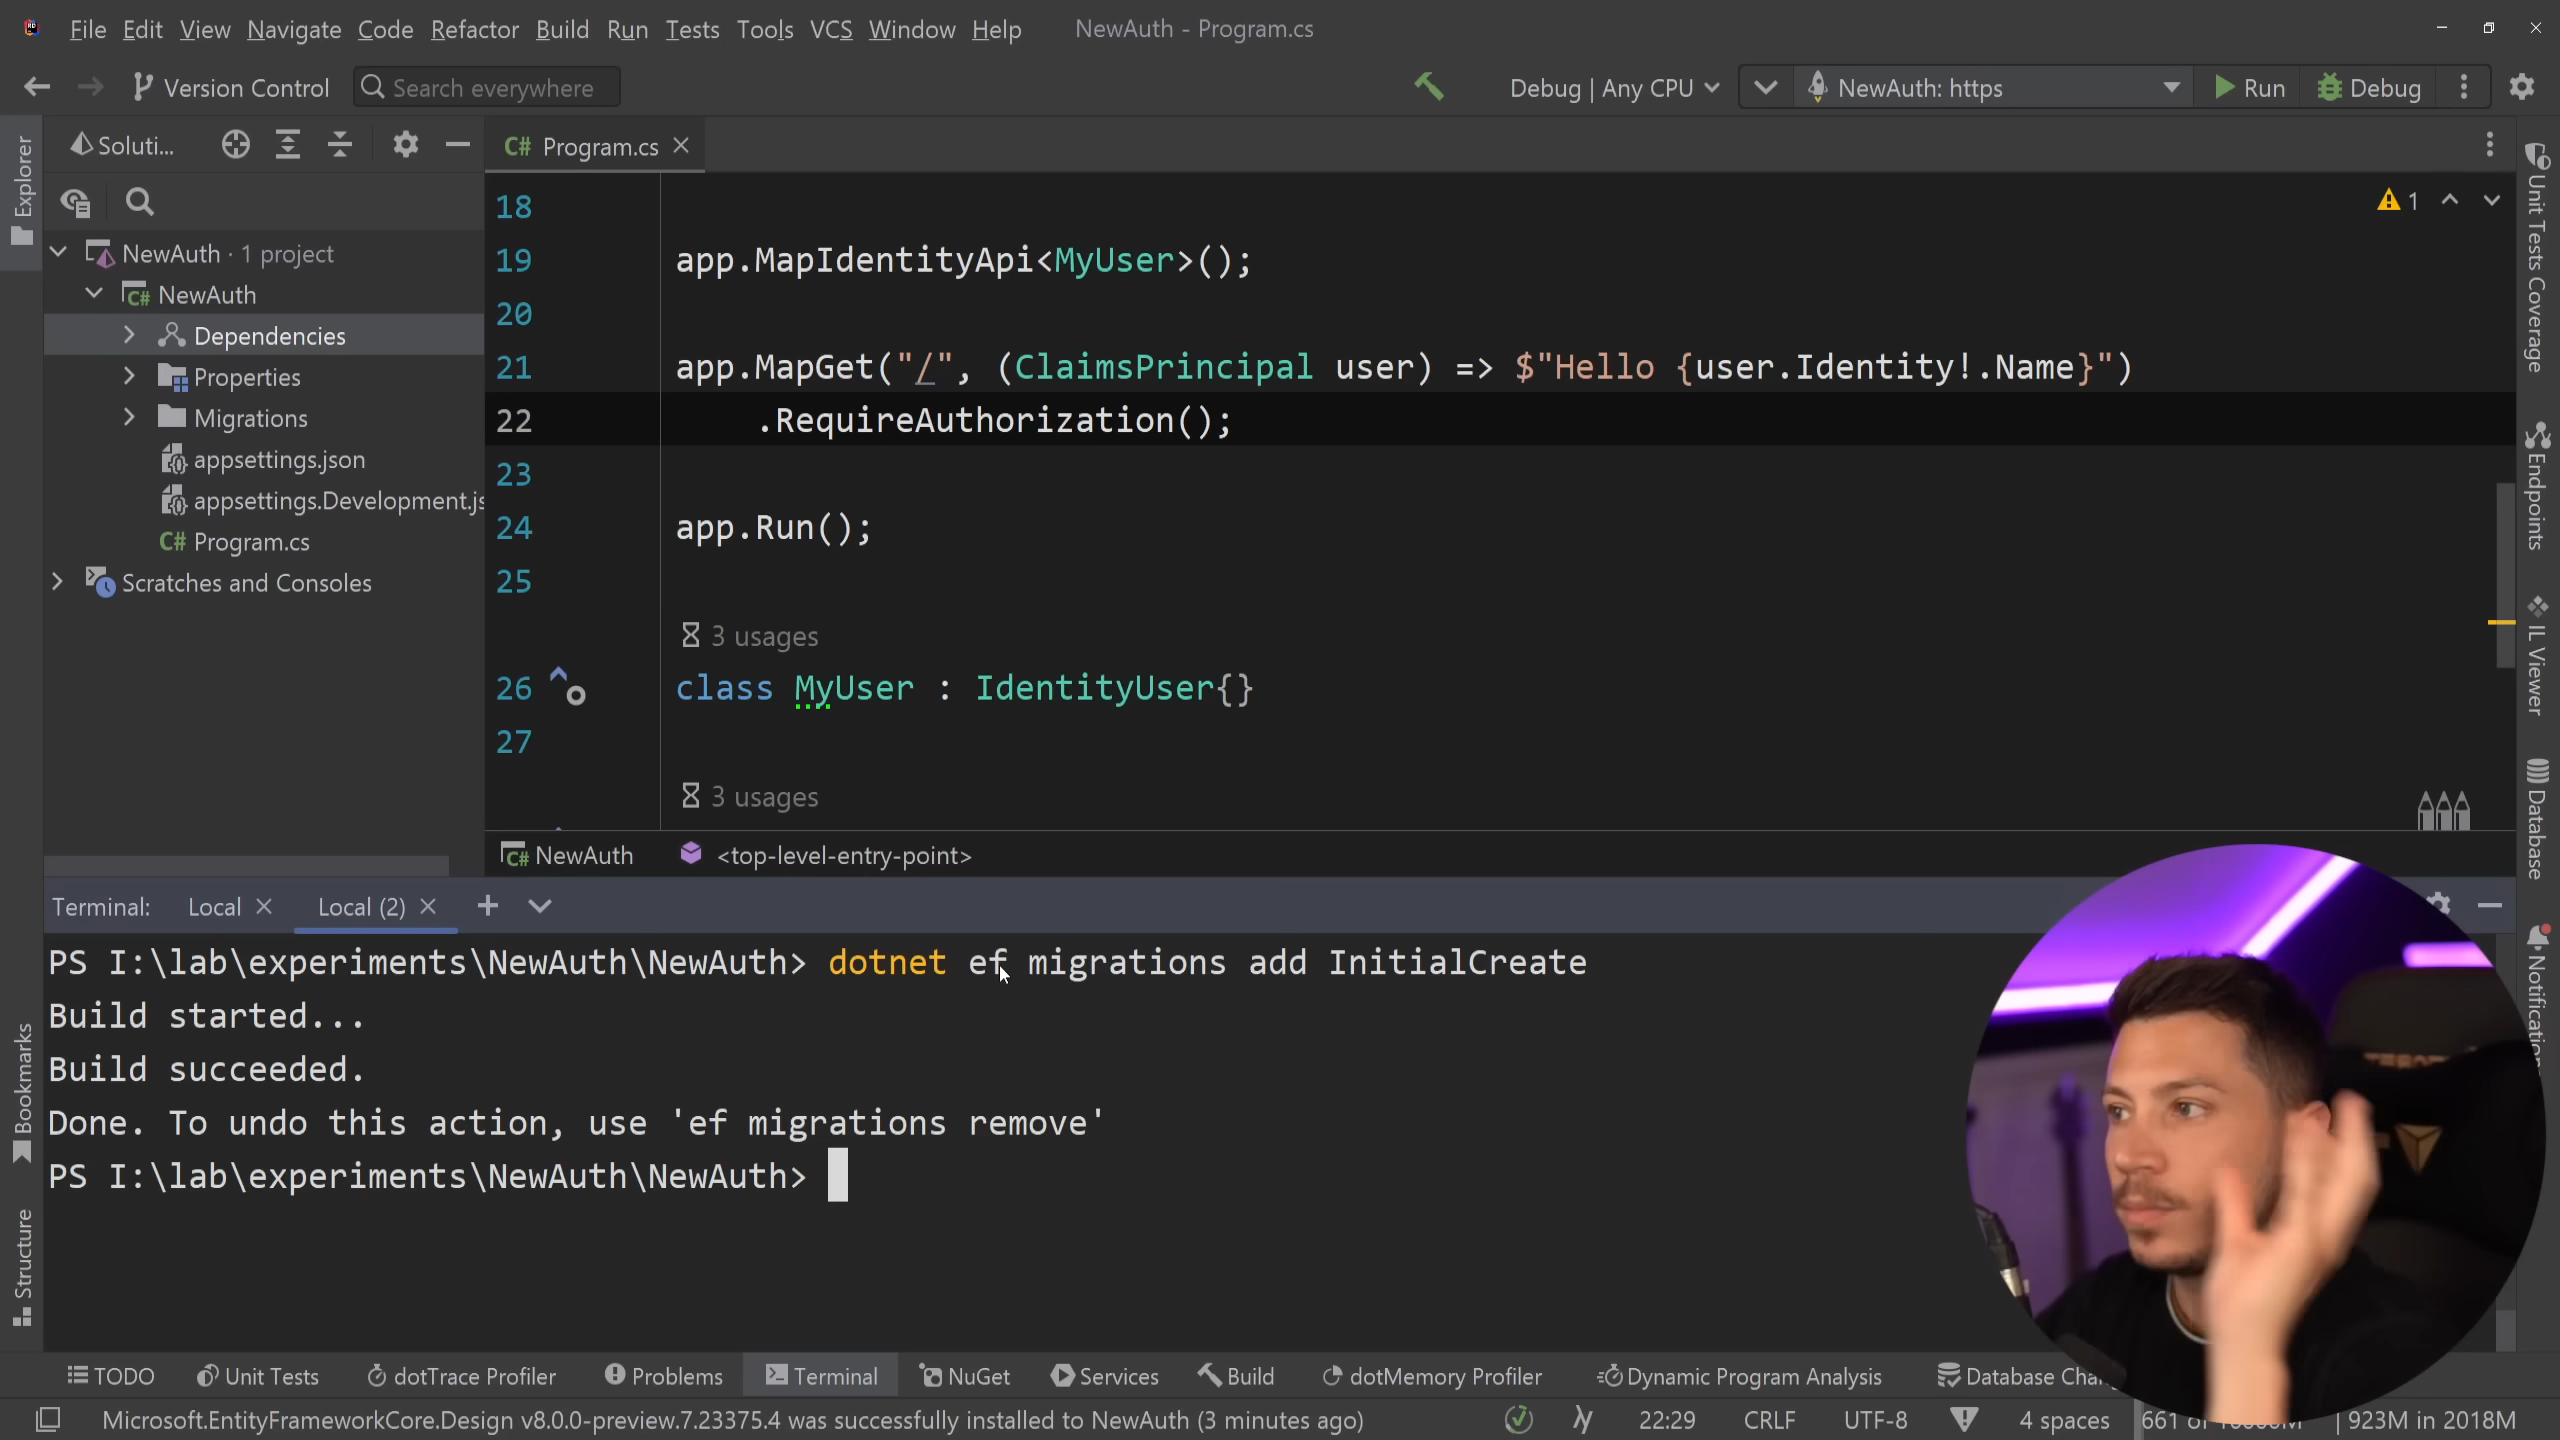 File Edit View Navigate Code Refactor Build Run Tests Tools VCS Window Help NewAuth - Program.cs
Version Control Search everywhere Debug | Any CPU NewAuth: https Run Debug
Explorer
Soluti...
C# Program.cs
NewAuth · 1 project
C# NewAuth
Dependencies
Properties
Migrations
appsettings.json
appsettings.Development.js
C# Program.cs
Scratches and Consoles
1
18
19 app.MapIdentityApi<MyUser>();
20
21 app.MapGet("/", (ClaimsPrincipal user) => $"Hello {user.Identity!.Name}")
22 .RequireAuthorization();
23
24 app.Run();
25
3 usages
26 class MyUser : IdentityUser{}
27
3 usages
C# NewAuth <top-level-entry-point>
Unit Tests Coverage
Endpoints
IL Viewer
Database
Bookmarks
Structure
Terminal: Local Local (2)
PS I:\lab\experiments\NewAuth\NewAuth> dotnet ef migrations add InitialCreate
Build started...
Build succeeded.
Done. To undo this action, use 'ef migrations remove'
PS I:\lab\experiments\NewAuth\NewAuth>
TODO Unit Tests dotTrace Profiler Problems Terminal NuGet Services Build dotMemory Profiler Dynamic Program Analysis Database
Microsoft.EntityFrameworkCore.Design v8.0.0-preview.7.23375.4 was successfully installed to NewAuth (3 minutes ago) 22:29 CRLF UTF-8 4 spaces 923M in 2018M